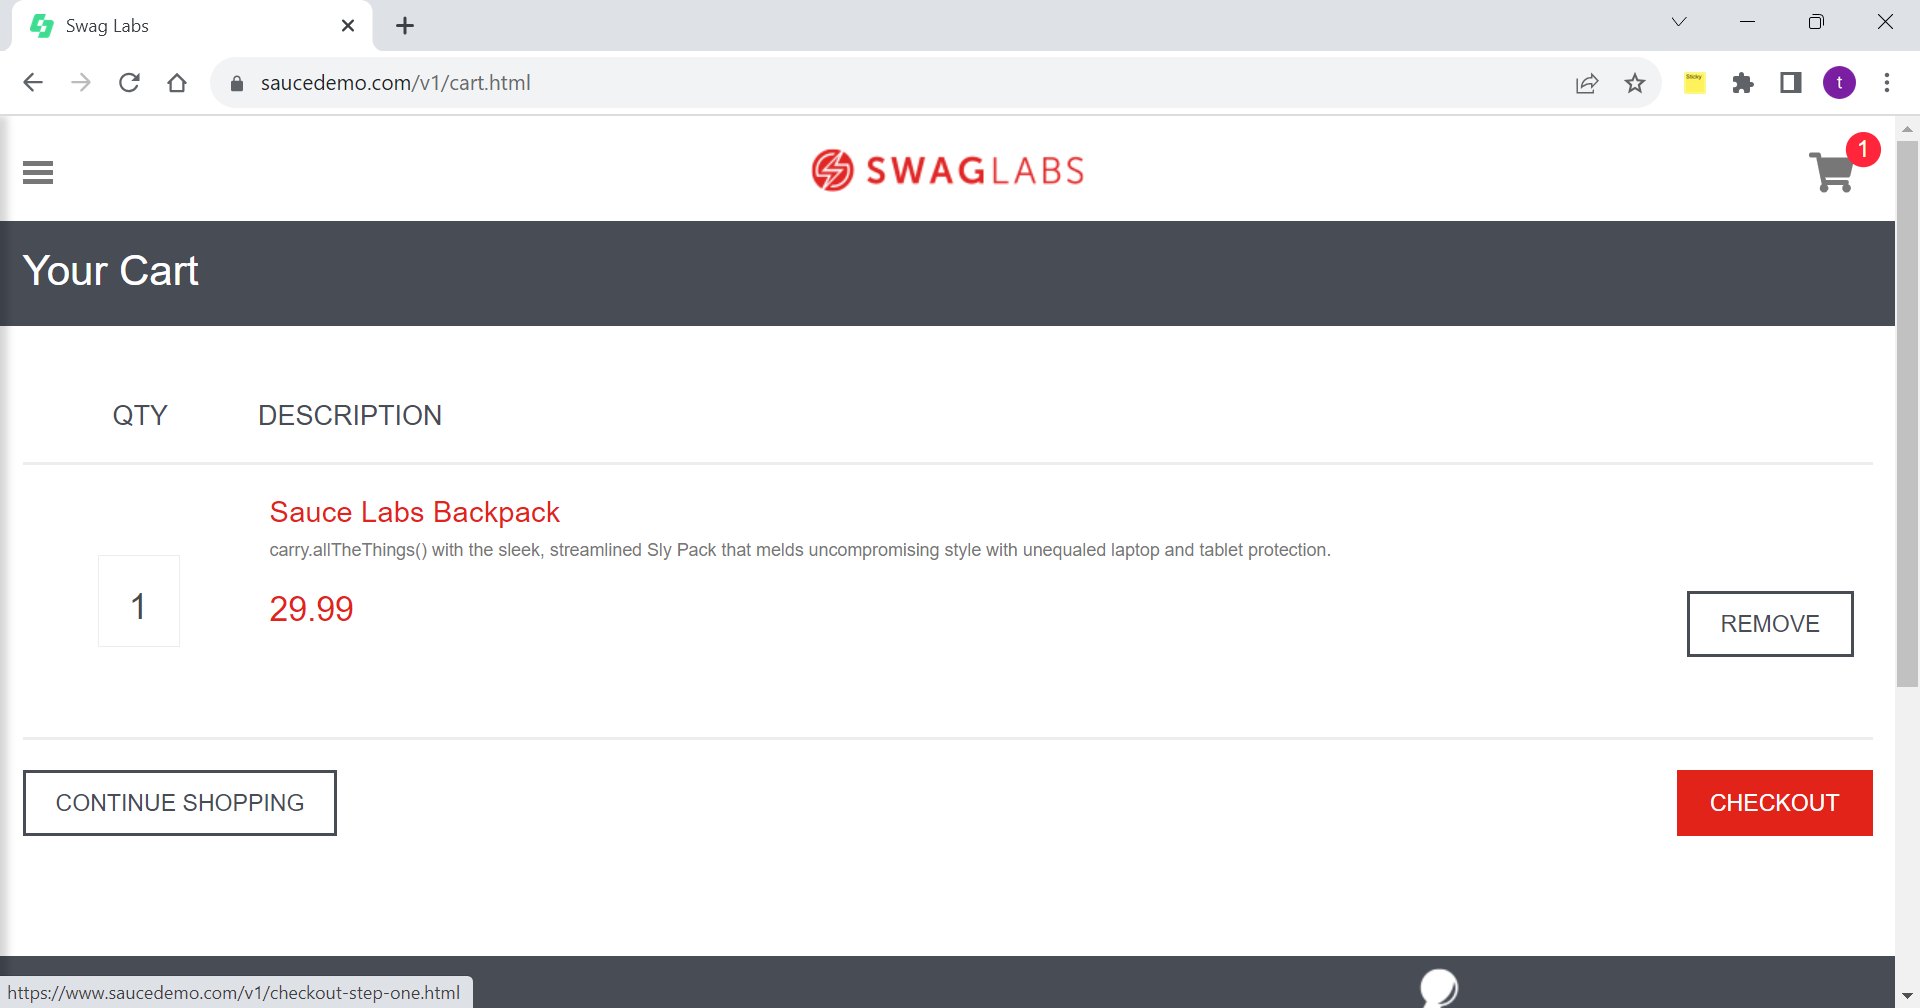 Swag Labs
saucedemo.com/v1/cart.html
Sticky
t
SWAGLABS
1
Your Cart
QTY DESCRIPTION
Sauce Labs Backpack
carry.allTheThings() with the sleek, streamlined Sly Pack that melds uncompromising style with unequaled laptop and tablet protection.
1
29.99
REMOVE
CONTINUE SHOPPING
CHECKOUT
https://www.saucedemo.com/v1/checkout-step-one.html